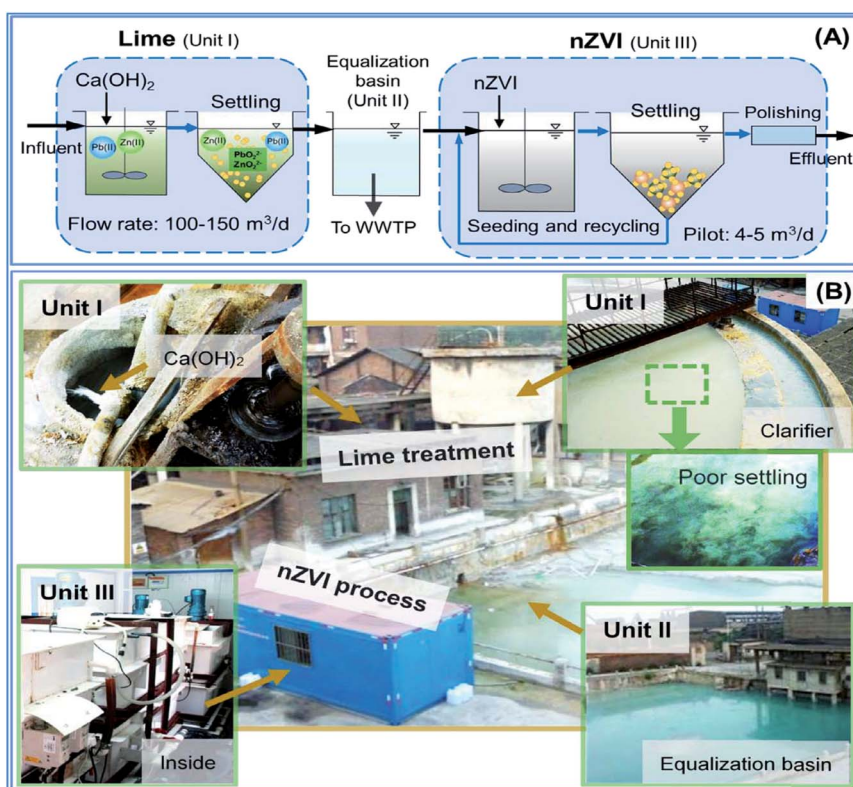 Lime (Unit I)
nZVI (Unit III)
(A)
Ca(OH)₂
Settling
Equalization
basin
(Unit II)
nZVI
Settling
Polishing
Influent
Pb(II)
Zn(II)
Zn(II)
Pb(II)
PbO₂²⁻
ZnO₂²⁻
Effluent
Flow rate: 100-150 m³/d
To WWTP
Seeding and recycling
Pilot: 4-5 m³/d
(B)
Unit I
Ca(OH)₂
Unit I
Clarifier
Lime treatment
Poor settling
nZVI process
Unit III
Inside
Unit II
Equalization basin